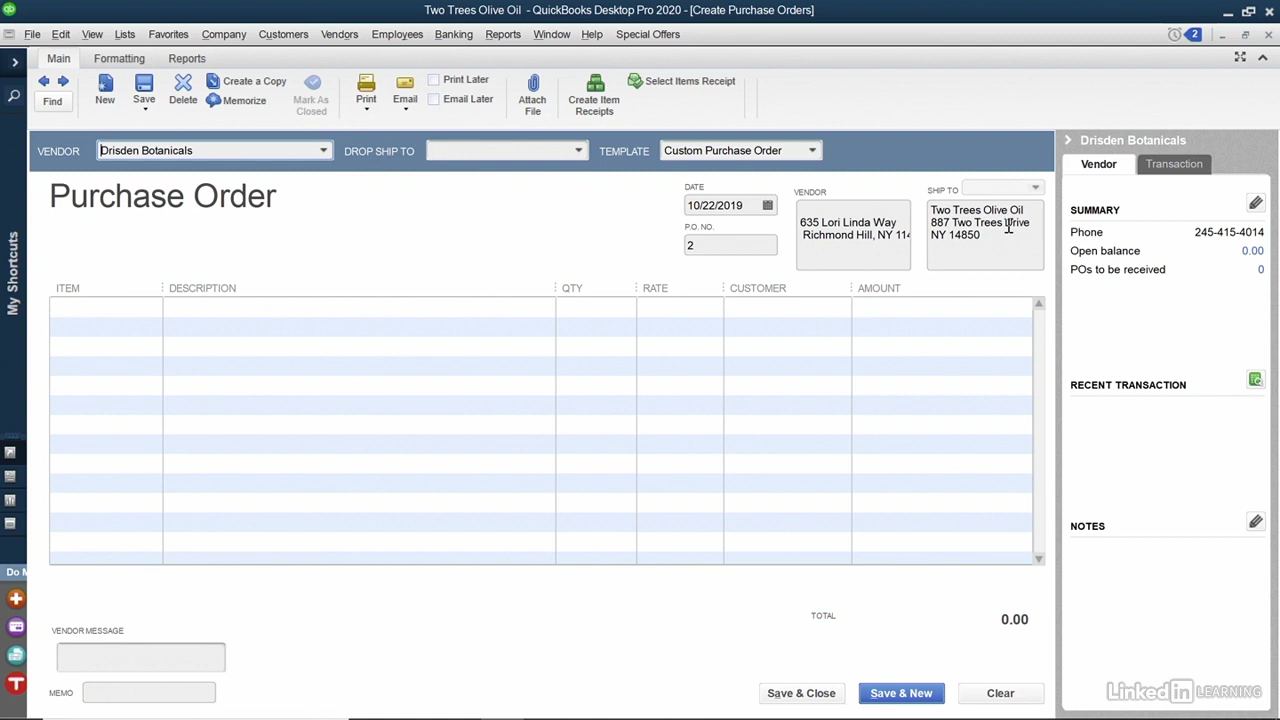 Two Trees Olive Oil - QuickBooks Desktop Pro 2020 - [Create Purchase Orders]
File Edit View Lists Favorites Company Customers Vendors Employees Banking Reports Window Help Special Offers 2
Main Formatting Reports
Find
New
Save
Delete
Create a Copy
Memorize
Mark As
Closed
Print
Email
Print Later
Email Later
Attach
File
Create Item
Receipts
Select Items Receipt
My Shortcuts
Do M
VENDOR Drisden Botanicals DROP SHIP TO TEMPLATE Custom Purchase Order
Purchase Order
DATE
10/22/2019
P.O. NO.
2
VENDOR
635 Lori Linda Way
Richmond Hill, NY 114
SHIP TO
Two Trees Olive Oil
887 Two Trees Drive
NY 14850
ITEM DESCRIPTION QTY RATE CUSTOMER AMOUNT
TOTAL 0.00
VENDOR MESSAGE
MEMO
Save & Close Save & New Clear
Drisden Botanicals
Vendor Transaction
SUMMARY
Phone 245-415-4014
Open balance 0.00
POs to be received 0
RECENT TRANSACTION
NOTES
LinkedIn LEARNING